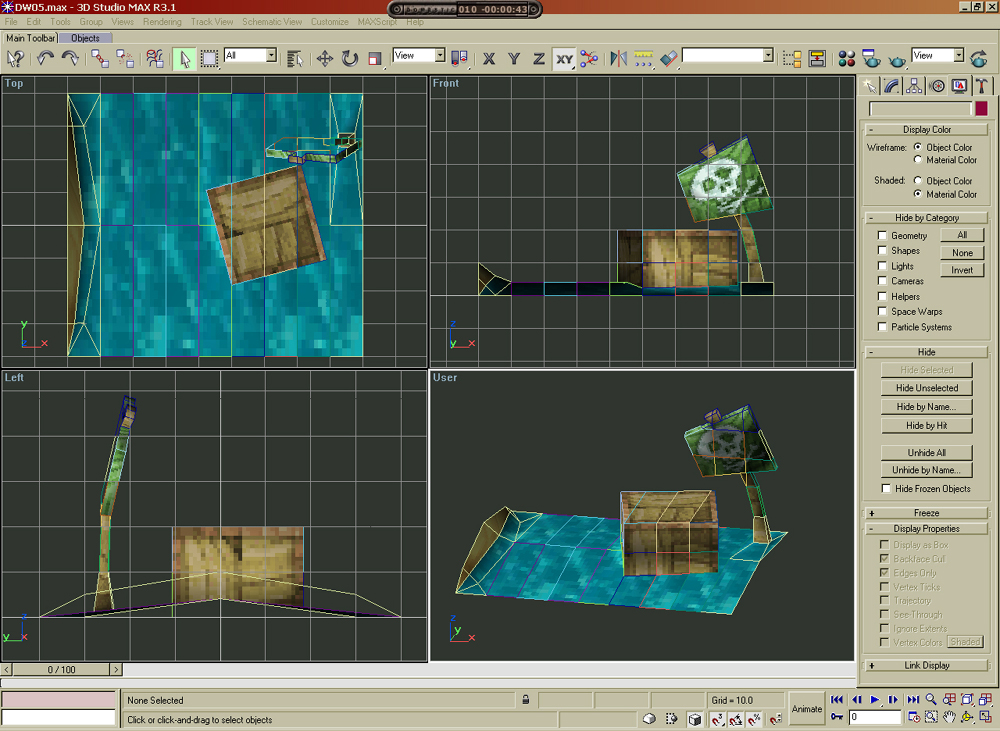 DW05.max - 3D Studio MAX R3.1
010 -00:00:43
File Edit Tools Group Views Rendering Track View Schematic View Customize MAXScript Help
Main Toolbar Objects
All View X Y Z XY View
Top Front
Left User
Display Color
Wireframe: Object Color
Material Color
Shaded: Object Color
Material Color
Hide by Category
Geometry All
Shapes None
Lights Invert
Cameras
Helpers
Space Warps
Particle Systems
Hide
Hide Selected
Hide Unselected
Hide by Name...
Hide by Hit
Unhide All
Unhide by Name...
Hide Frozen Objects
Freeze
Display Properties
Display as Box
Backface Cull
Edges Only
Vertex Ticks
Trajectory
See-Through
Ignore Extents
Vertex Colors Shaded
Link Display
0 / 100
None Selected Grid = 10.0
Click or click-and-drag to select objects
Animate 0